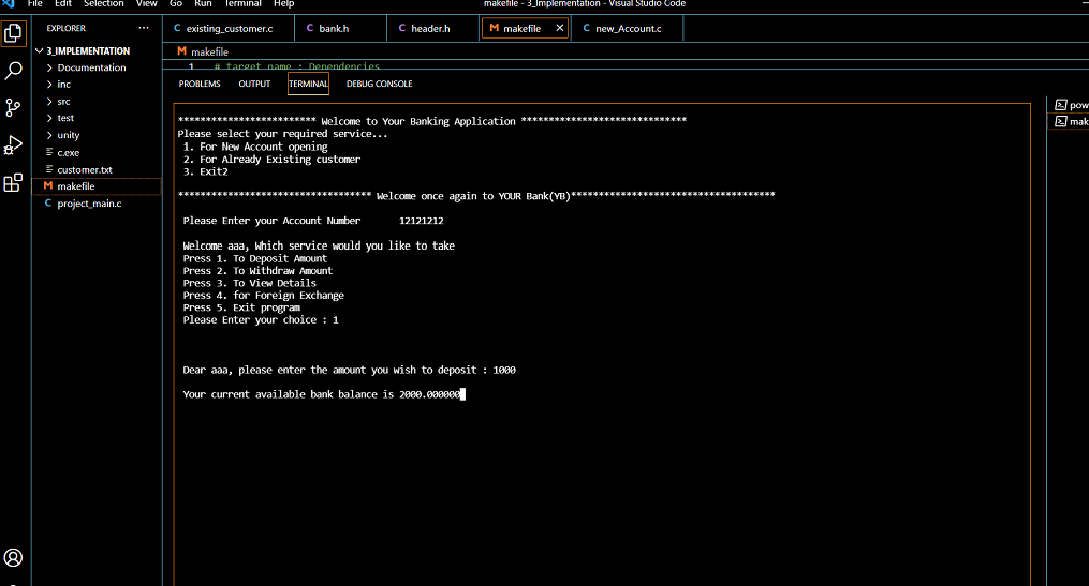 File Edit Selection View Go Run Terminal Help makefile - 3_Implementation - Visual Studio Code
EXPLORER ...
existing_customer.c bank.h header.h makefile new_Account.c
3_IMPLEMENTATION
Documentation
inc
src
test
unity
c.exe
customer.txt
makefile
project_main.c
makefile
1 # target name : Dependencies
PROBLEMS OUTPUT TERMINAL DEBUG CONSOLE
pow
mak
************************* Welcome to Your Banking Application ******************************
Please select your required service...
1. For New Account opening
2. For Already Existing customer
3. Exit2
*********************************** Welcome once again to YOUR Bank(YB)*************************************
Please Enter your Account Number 12121212
Welcome aaa, Which service would you like to take
Press 1. To Deposit Amount
Press 2. To Withdraw Amount
Press 3. To View Details
Press 4. for Foreign Exchange
Press 5. Exit program
Please Enter your choice : 1
Dear aaa, please enter the amount you wish to deposit : 1000
Your current available bank balance is 2000.000000